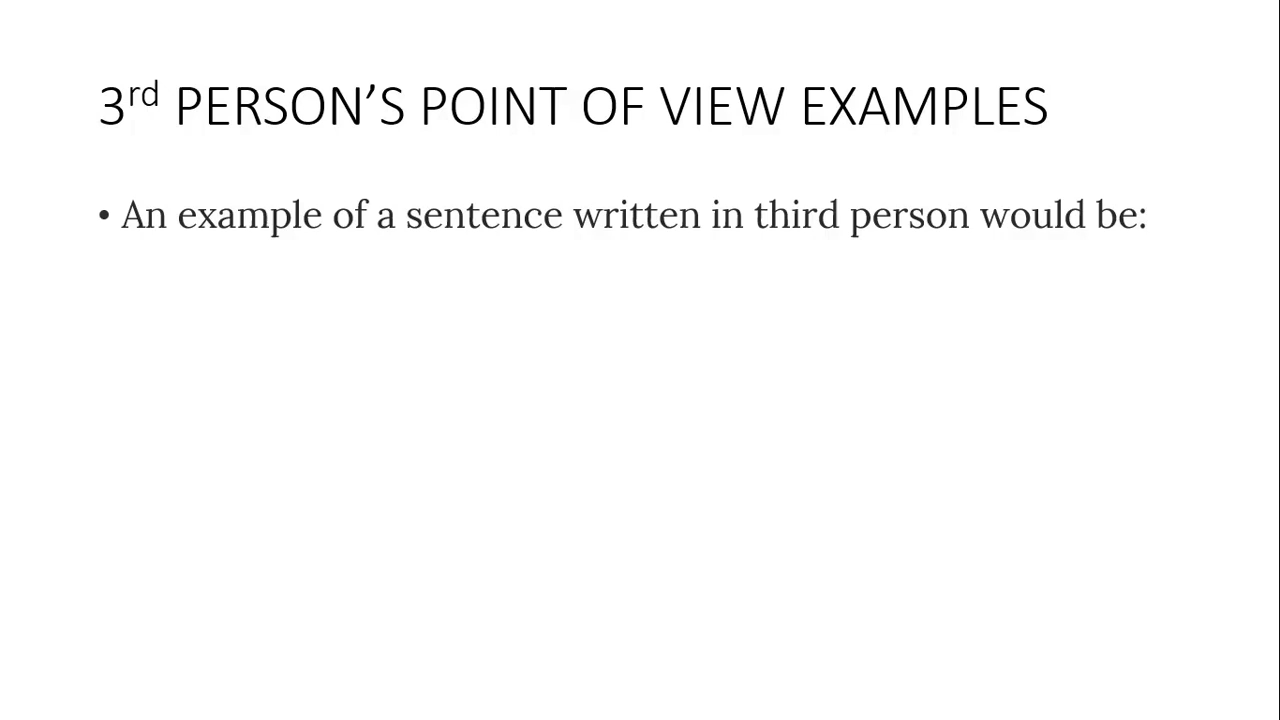 3rd PERSON’S POINT OF VIEW EXAMPLES
• An example of a sentence written in third person would be: